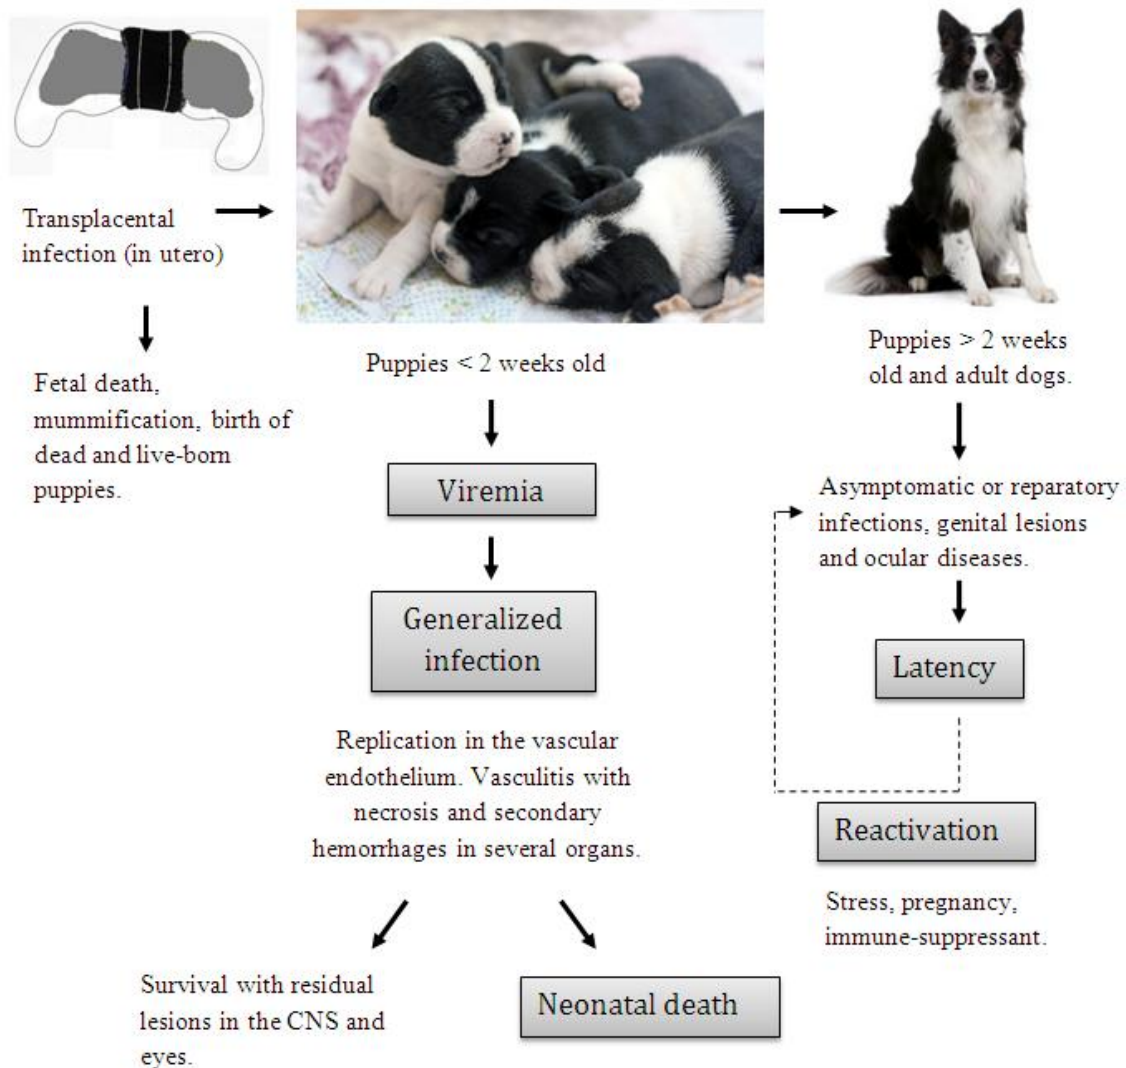 Transplacental
infection (in utero)
Fetal death,
mummification, birth of
dead and live-born
puppies.
Puppies < 2 weeks old
Viremia
Generalized
infection
Replication in the vascular
endothelium. Vasculitis with
necrosis and secondary
hemorrhages in several organs.
Survival with residual
lesions in the CNS and
eyes.
Neonatal death
Puppies > 2 weeks
old and adult dogs.
Asymptomatic or reparatory
infections, genital lesions
and ocular diseases.
Latency
Reactivation
Stress, pregnancy,
immune-suppressant.